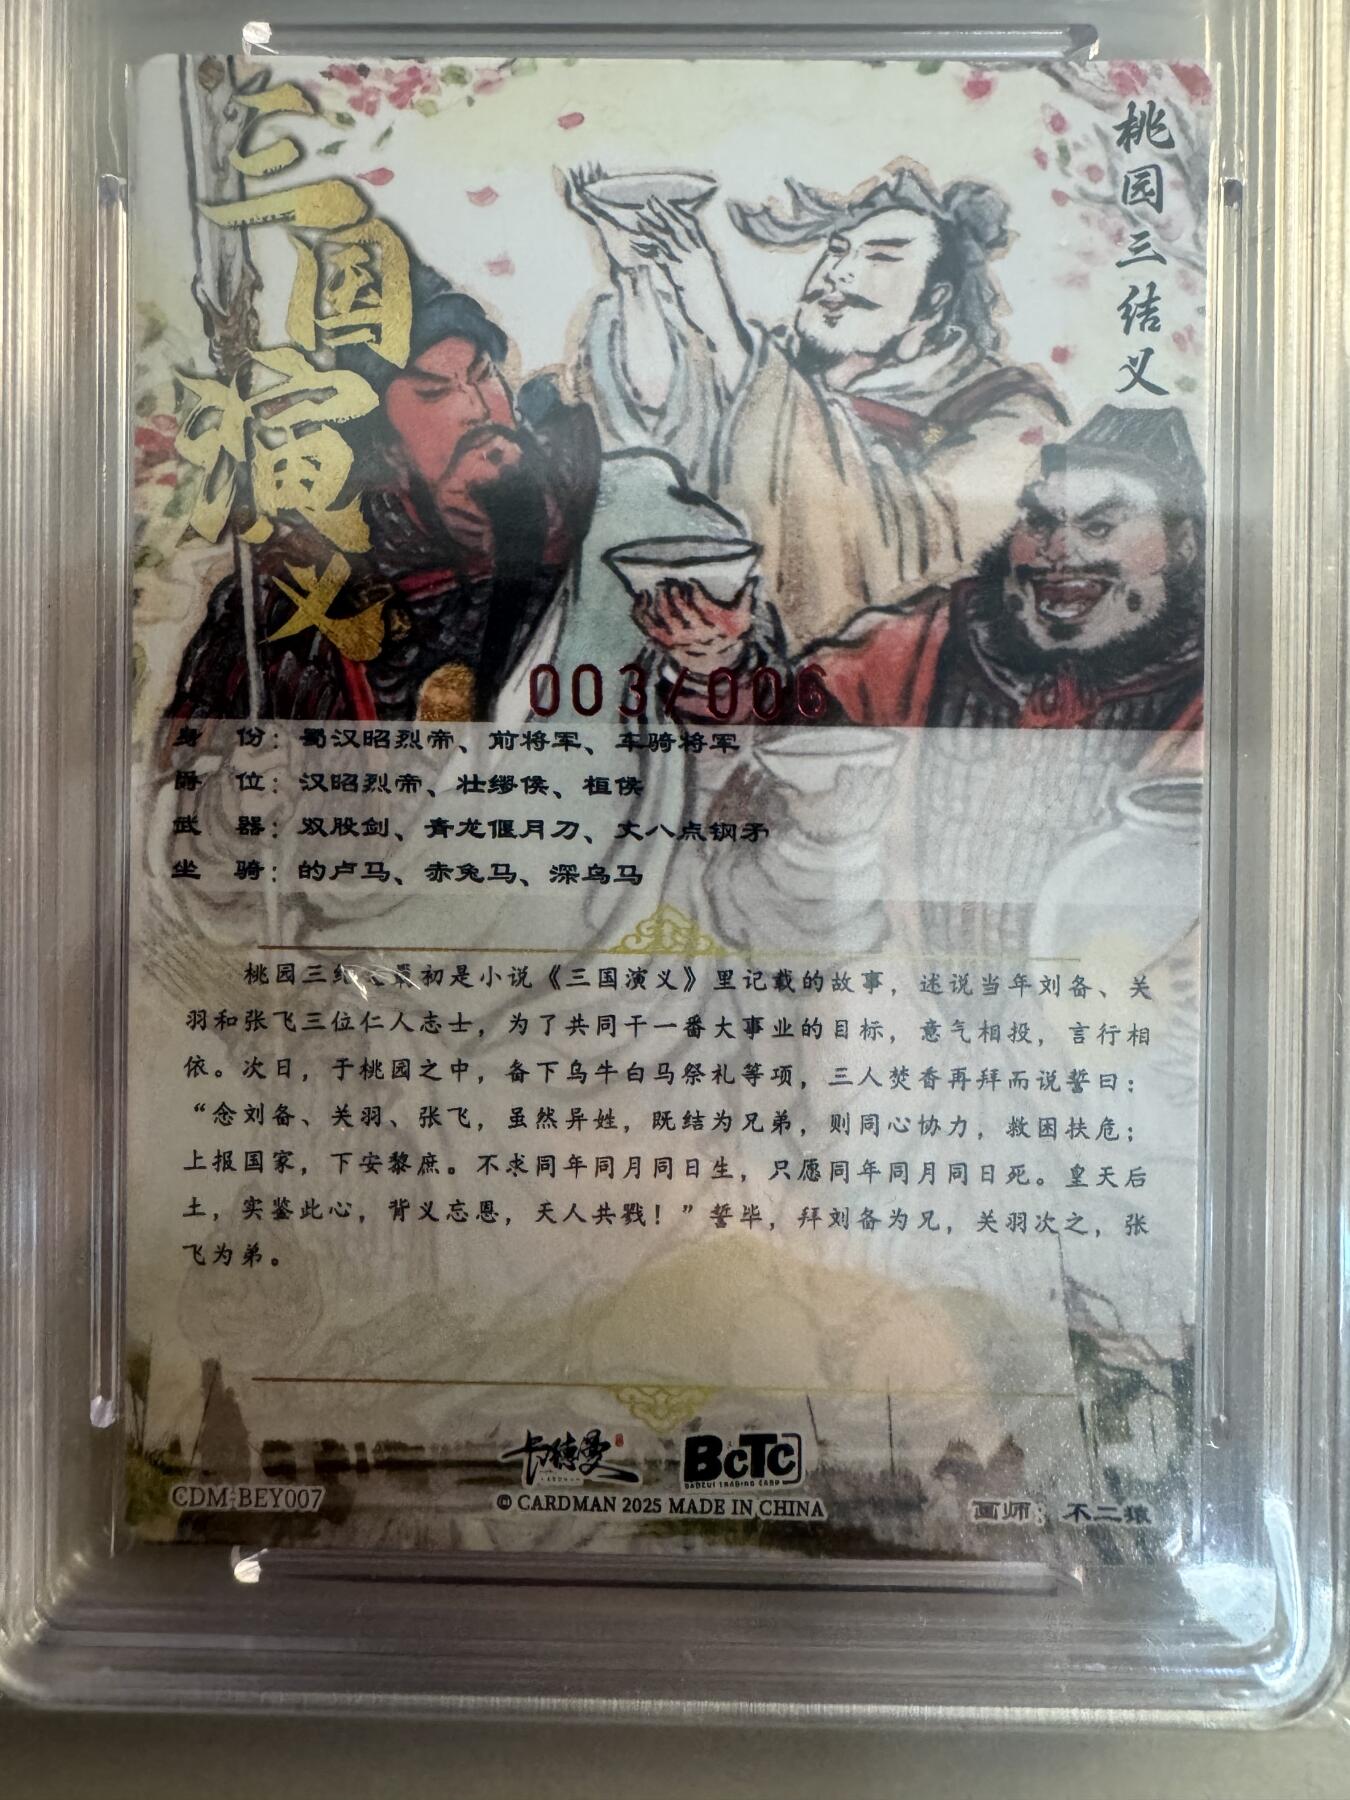 三国演义
桃园三结义
003/006
身 份：蜀汉昭烈帝、前将军、车骑将军
爵 位：汉昭烈帝、壮缪侯、桓侯
武 器：双股剑、青龙偃月刀、丈八点钢矛
坐 骑：的卢马、赤兔马、深乌马
桃园三结义最初是小说《三国演义》里记载的故事，述说当年刘备、关
羽和张飞三位仁人志士，为了共同干一番大事业的目标，意气相投，言行相
依。次日，于桃园之中，备下乌牛白马祭礼等项，三人焚香再拜而说誓曰：
“念刘备、关羽、张飞，虽然异姓，既结为兄弟，则同心协力，救困扶危；
上报国家，下安黎庶。不求同年同月同日生，只愿同年同月同日死。皇天后
土，实鉴此心，背义忘恩，天人共戮！”誓毕，拜刘备为兄，关羽次之，张
飞为弟。
卡德曼
BCTC
CDM-BEY007
© CARDMAN 2025 MADE IN CHINA
画师：不二猿